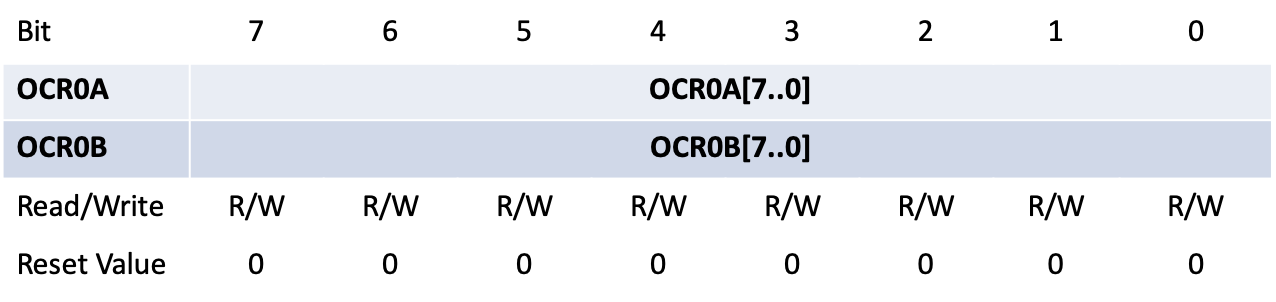 Bit 7 6 5 4 3 2 1 0
OCR0A OCR0A[7..0]
OCR0B OCR0B[7..0]
Read/Write R/W R/W R/W R/W R/W R/W R/W R/W
Reset Value 0 0 0 0 0 0 0 0